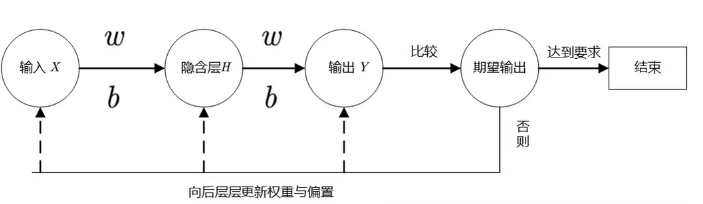 w
w
比较
达到要求
输入 X
隐含层H
输出 Y
期望输出
结束
b
b
否则
向后层层更新权重与偏置